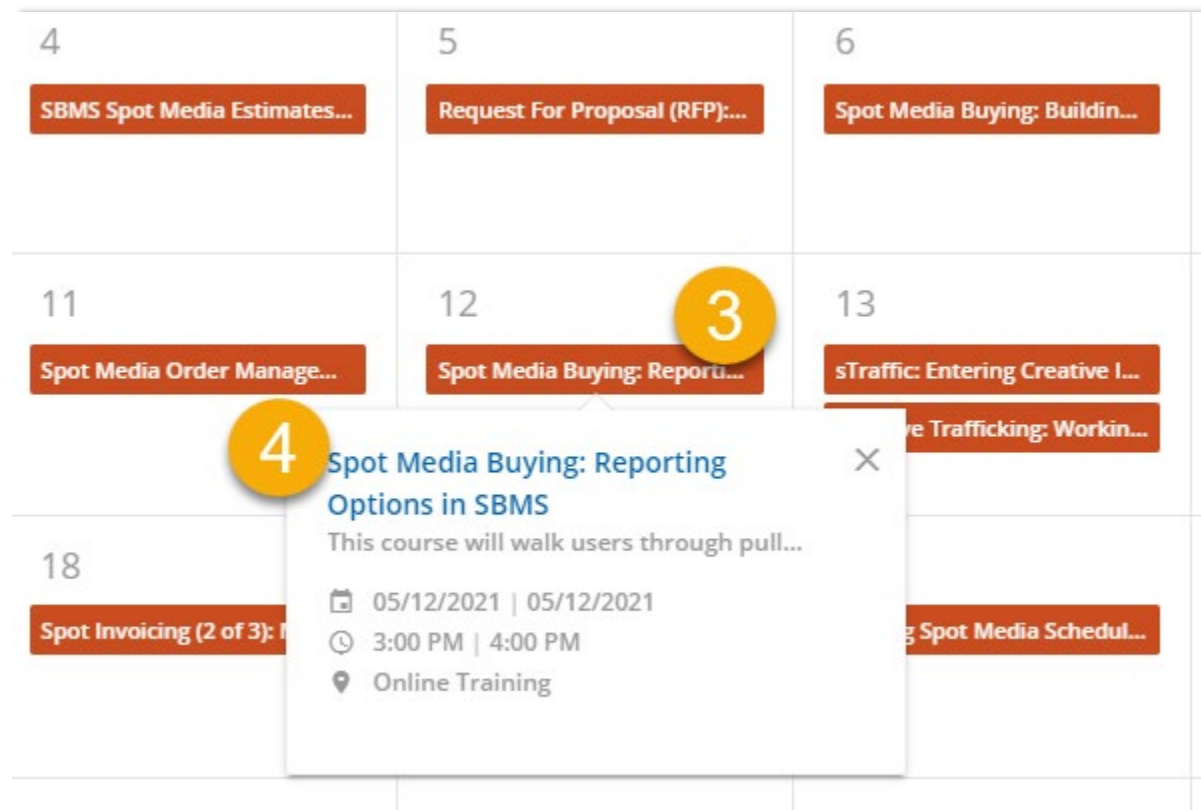 4
5
6
SBMS Spot Media Estimates...
Request For Proposal (RFP):...
Spot Media Buying: Buildin...
11
12
3
13
Spot Media Order Manage...
Spot Media Buying: Reporti...
sTraffic: Entering Creative I...
Trafficking: Workin...
4
Spot Media Buying: Reporting
Options in SBMS
This course will walk users through pull...
05/12/2021 | 05/12/2021
3:00 PM | 4:00 PM
Online Training
18
Spot Invoicing (2 of 3):
Spot Media Schedul...